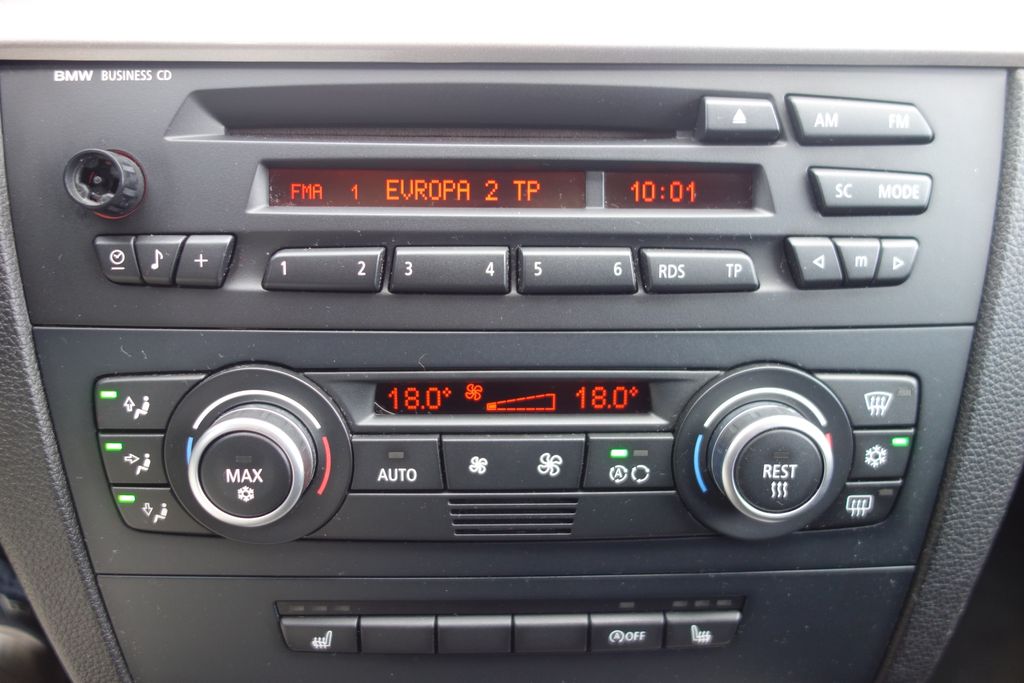 BMW BUSINESS CD
AM FM
FMA 1 EVROPA 2 TP 10:01
SC MODE
1 2 3 4 5 6 RDS TP m
+
18.0° 18.0°
MAX AUTO A REST
A OFF